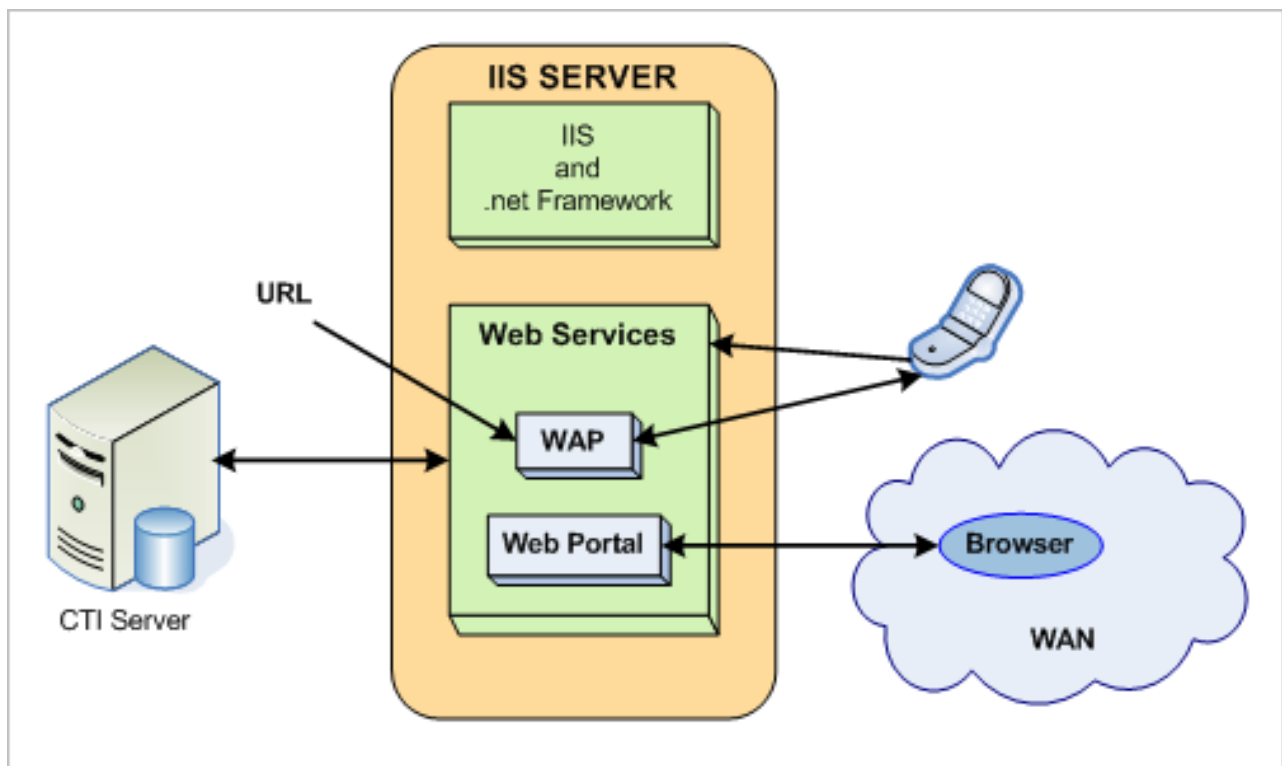 IIS SERVER
IIS
and
.net Framework
URL
Web Services
WAP
Web Portal
Browser
CTI Server
WAN